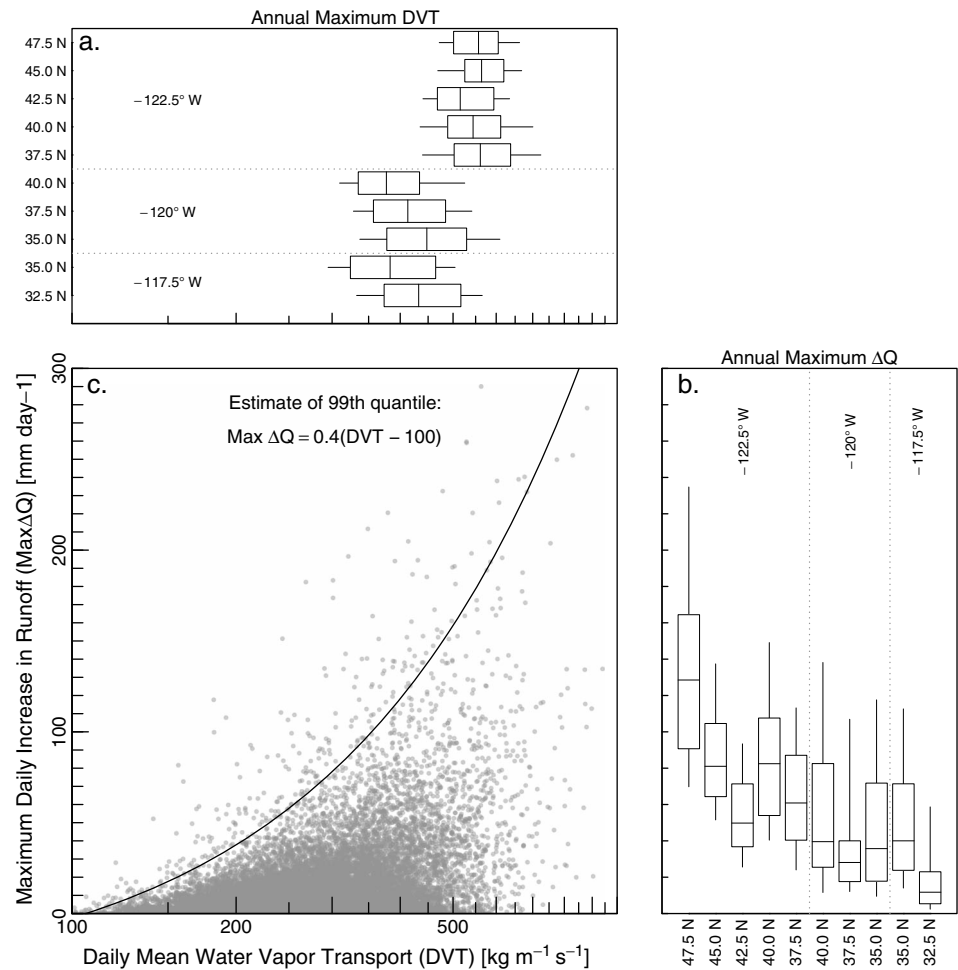 Annual Maximum DVT
a.
47.5 N
45.0 N
42.5 N
40.0 N
37.5 N
40.0 N
37.5 N
35.0 N
35.0 N
32.5 N
−122.5° W
−120° W
−117.5° W
c.
Estimate of 99th quantile:
Max ΔQ = 0.4(DVT − 100)
Maximum Daily Increase in Runoff (MaxΔQ) [mm day−1]
300
200
100
0
100
200
500
Daily Mean Water Vapor Transport (DVT) [kg m−1 s−1]
Annual Maximum ΔQ
b.
−122.5° W
−120° W
−117.5° W
47.5 N
45.0 N
42.5 N
40.0 N
37.5 N
40.0 N
37.5 N
35.0 N
35.0 N
32.5 N